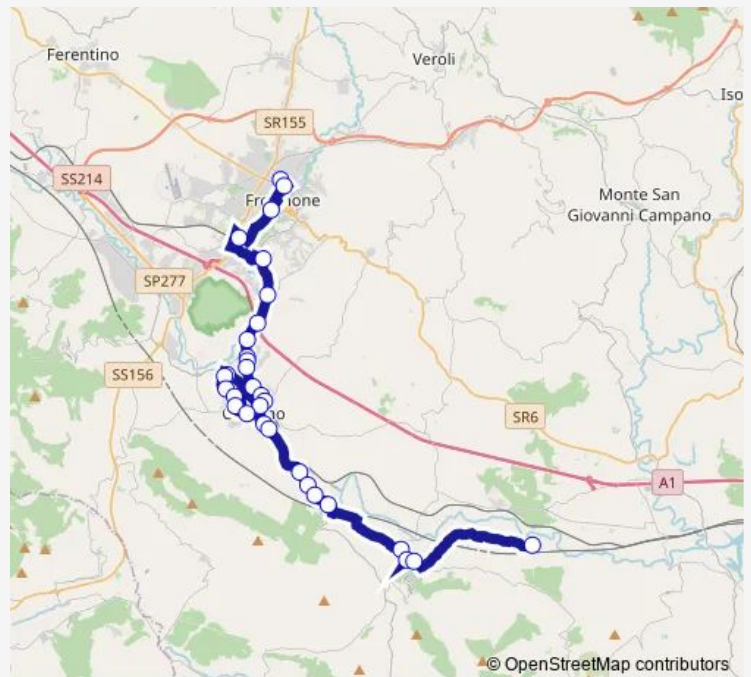 Ferentino
Veroli
Iso
SR155
SS214
Monte San
Giovanni Campano
SP277
SS156
SR6
A1
© OpenStreetMap contributors